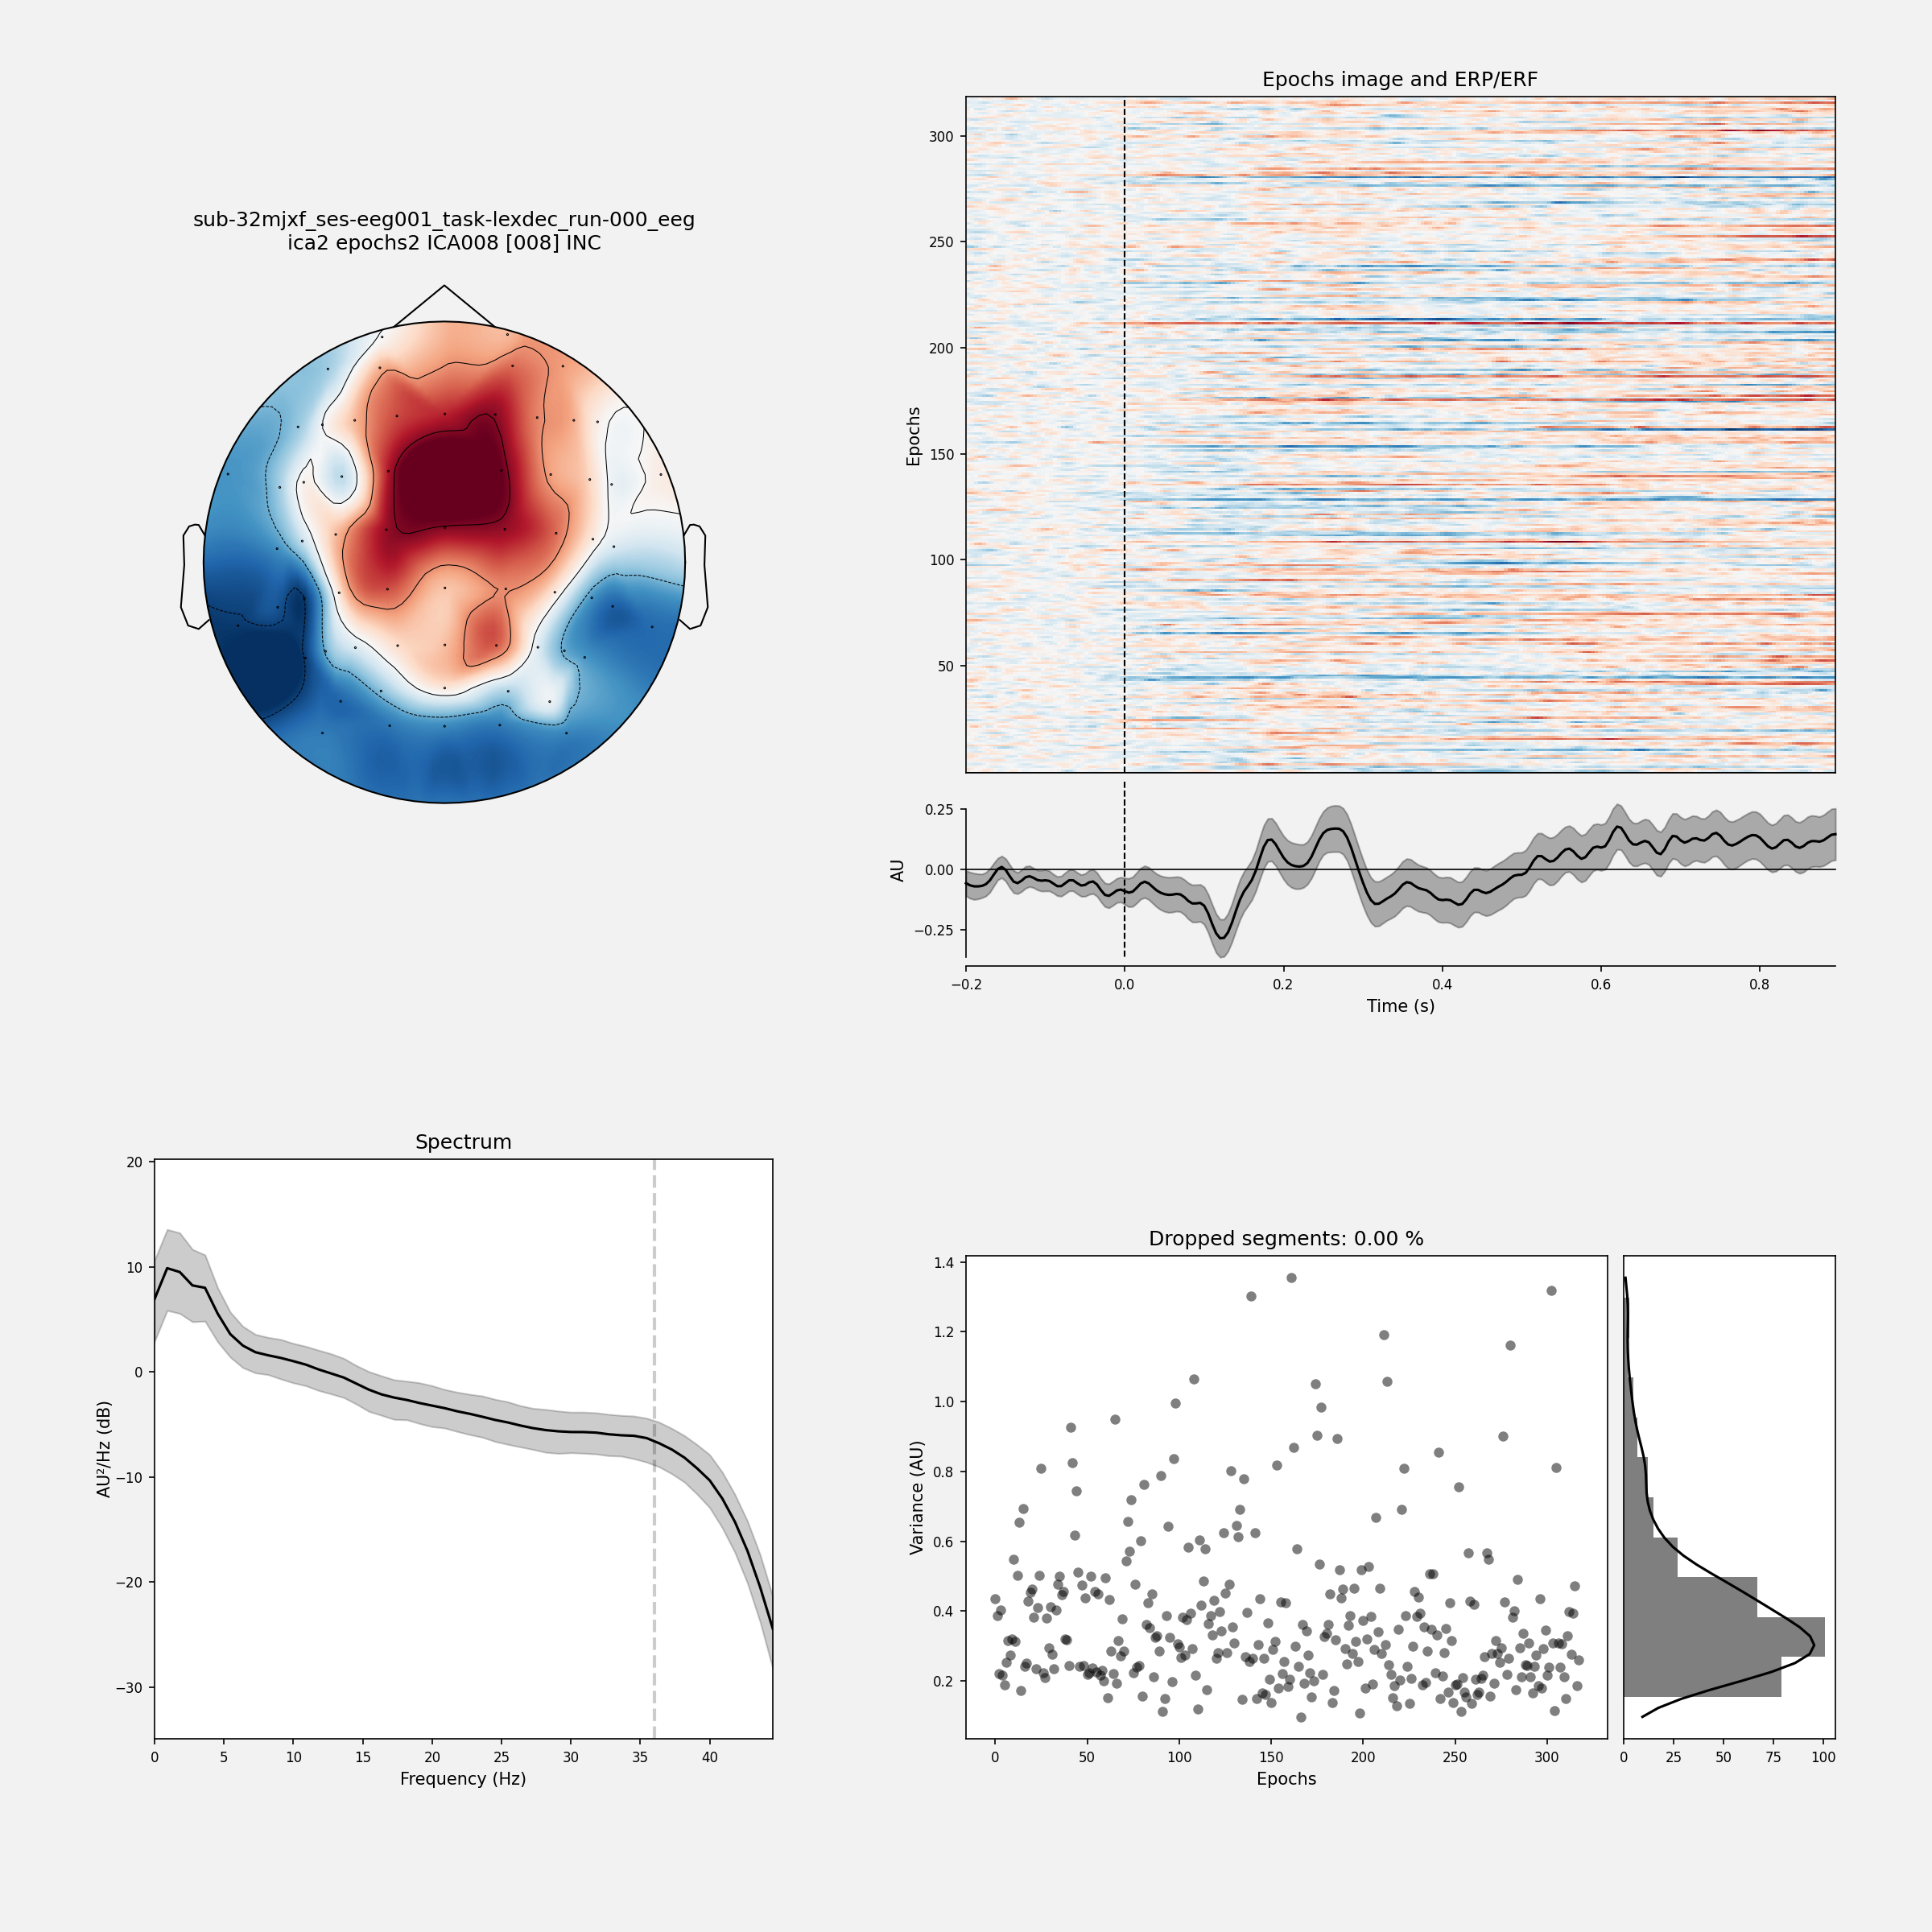 sub-32mjxf_ses-eeg001_task-lexdec_run-000_eeg
ica2 epochs2 ICA008 [008] INC
Epochs image and ERP/ERF
Epochs
300
250
200
150
100
50
AU
0.25
0.00
−0.25
−0.2 0.0 0.2 0.4 0.6 0.8
Time (s)
Spectrum
AU²/Hz (dB)
20
10
0
−10
−20
−30
0 5 10 15 20 25 30 35 40
Frequency (Hz)
Dropped segments: 0.00 %
Variance (AU)
1.4
1.2
1.0
0.8
0.6
0.4
0.2
0 50 100 150 200 250 300
Epochs
0 25 50 75 100